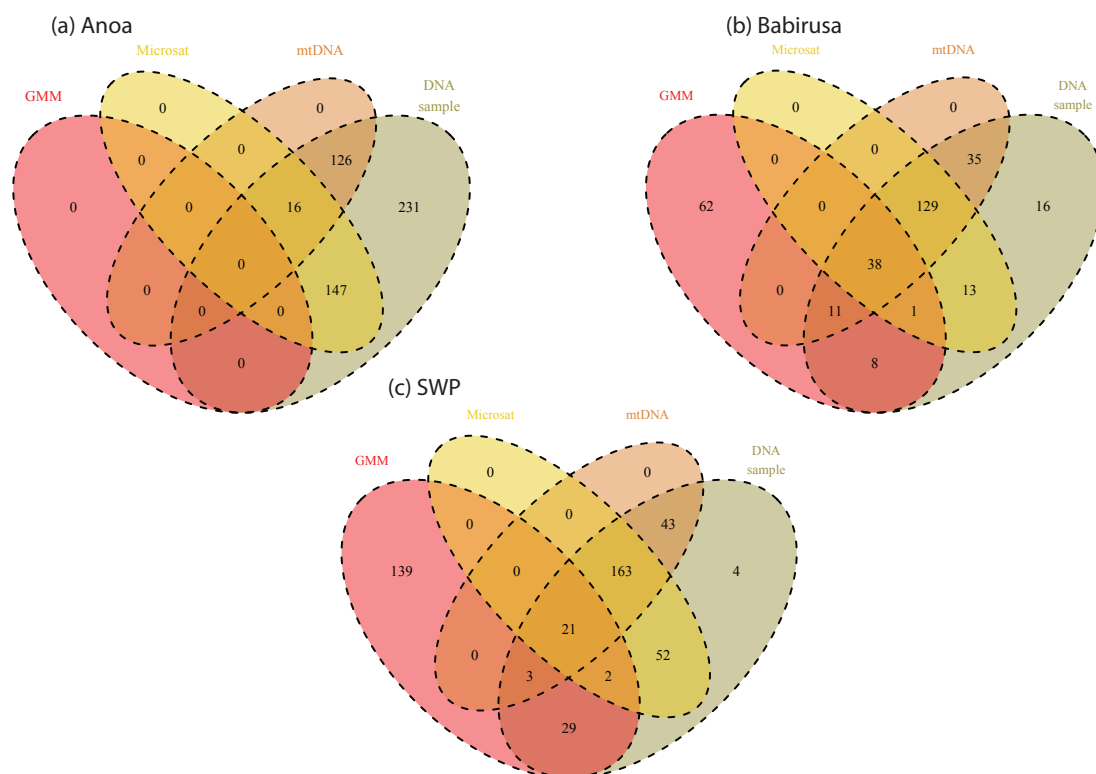 (a) Anoa
Microsat
mtDNA
GMM
DNA
sample
0
0
0
126
0
0
0
16
231
0
0
147
0
0
0
(b) Babirusa
Microsat
mtDNA
GMM
DNA
sample
0
0
0
35
0
62
0
129
16
38
0
13
11
1
8
(c) SWP
Microsat
mtDNA
GMM
DNA
sample
0
0
0
43
0
139
0
163
4
21
0
52
3
2
29